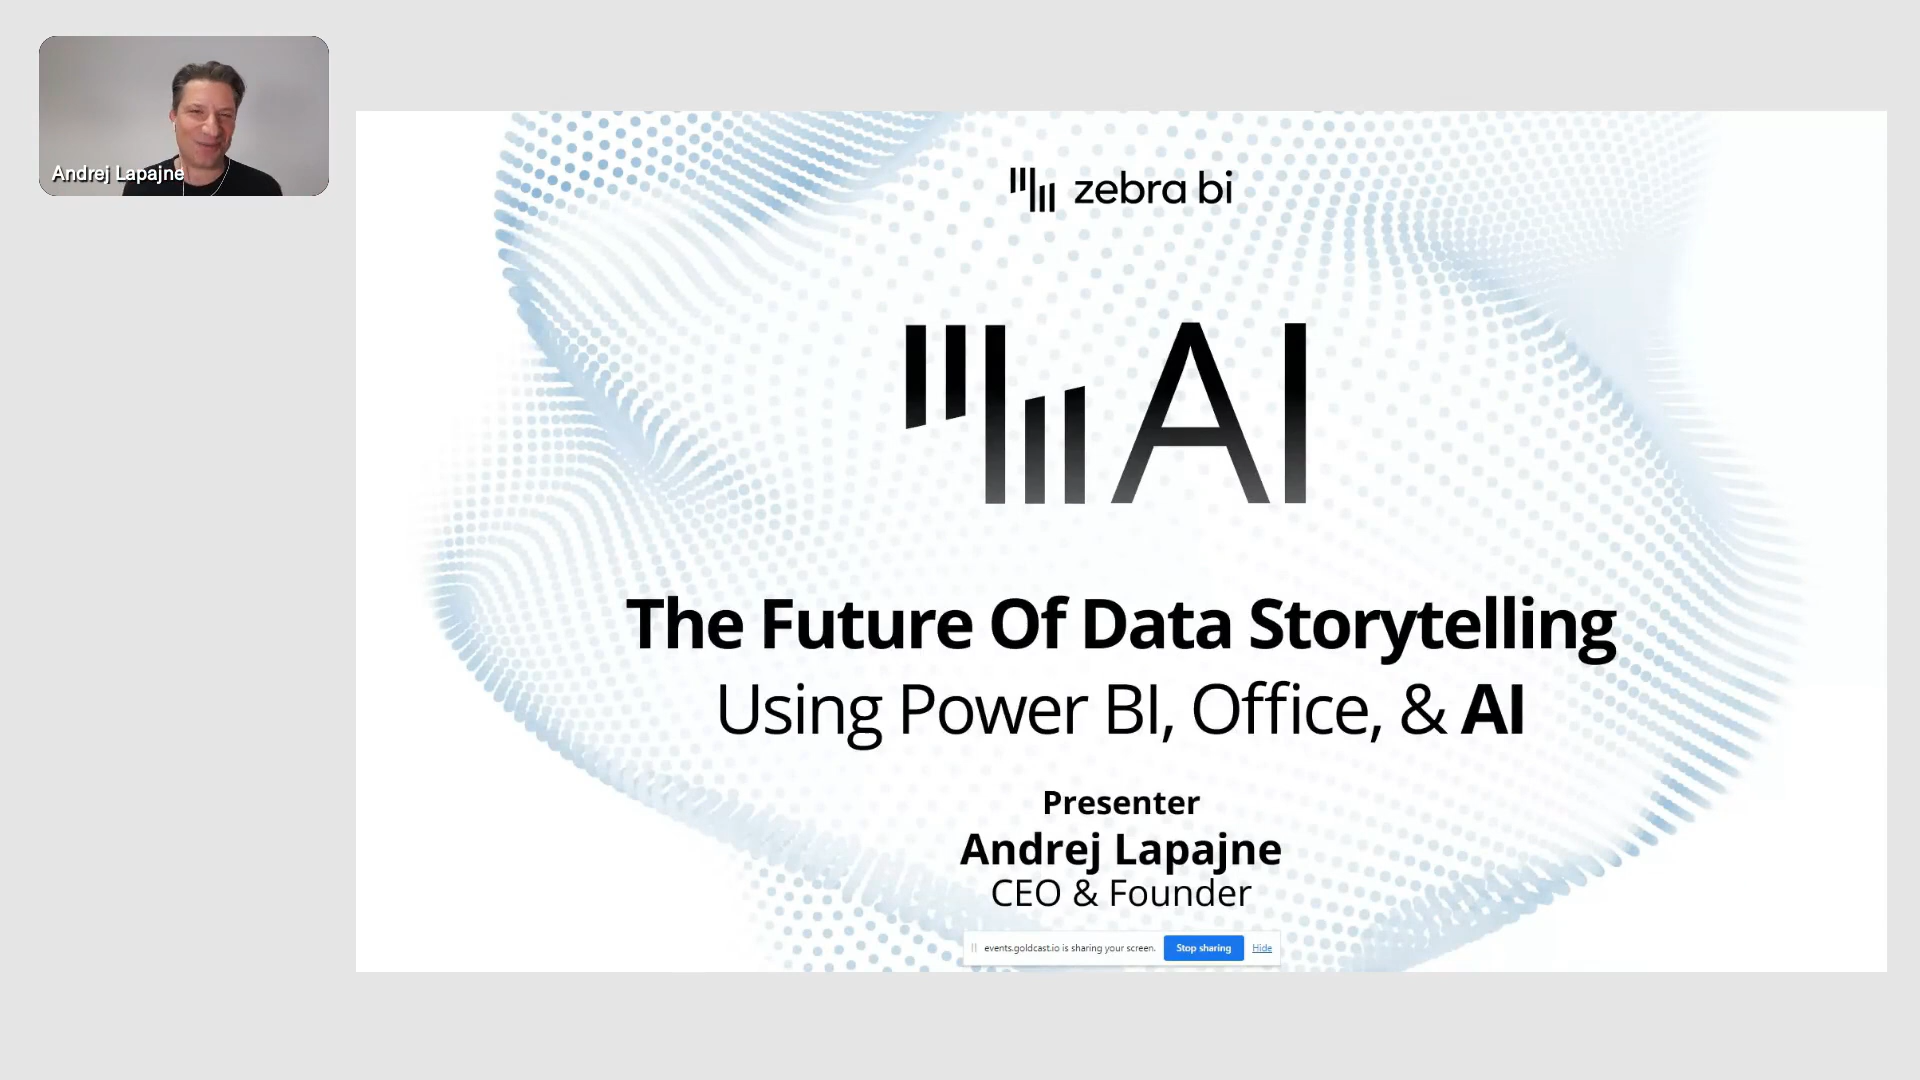 Andrej Lapajne
zebra bi
AI
The Future Of Data Storytelling
Using Power BI, Office, & AI
Presenter
Andrej Lapajne
CEO & Founder
events.goldcast.io is sharing your screen. Stop sharing Hide